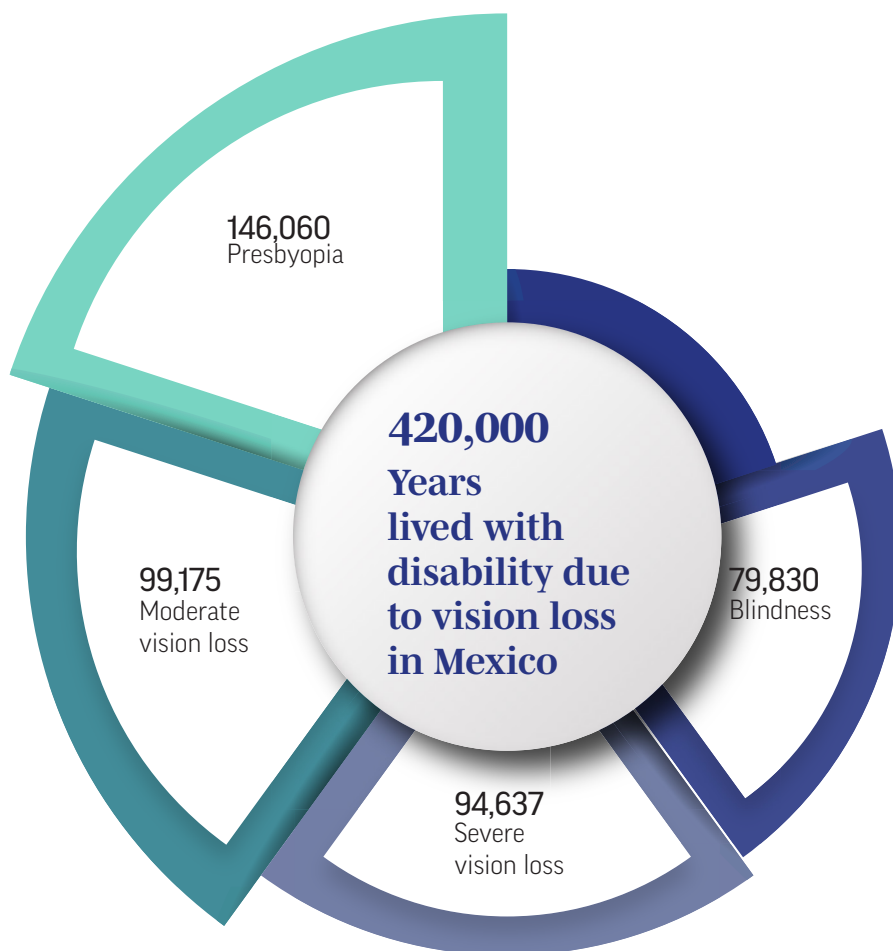 146,060
Presbyopia
420,000
Years
lived with
disability due
to vision loss
in Mexico
99,175
Moderate
vision loss
79,830
Blindness
94,637
Severe
vision loss